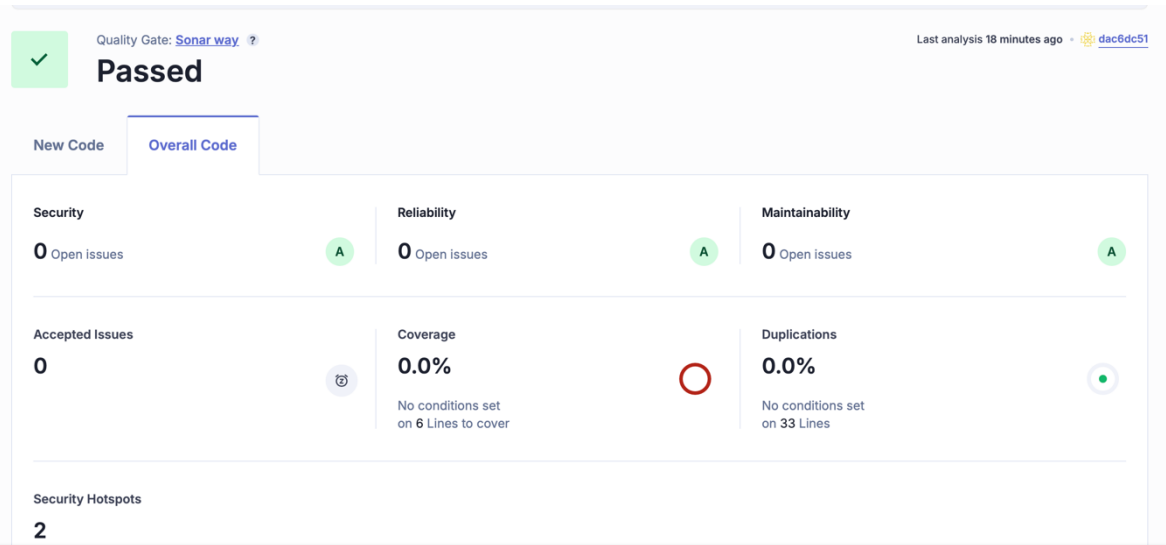 Quality Gate: Sonar way ?
Last analysis 18 minutes ago • dac6dc51
Passed
New Code
Overall Code
Security
0 Open issues
A
Reliability
0 Open issues
A
Maintainability
0 Open issues
A
Accepted Issues
0
Coverage
0.0%
No conditions set
on 6 Lines to cover
Duplications
0.0%
No conditions set
on 33 Lines
Security Hotspots
2